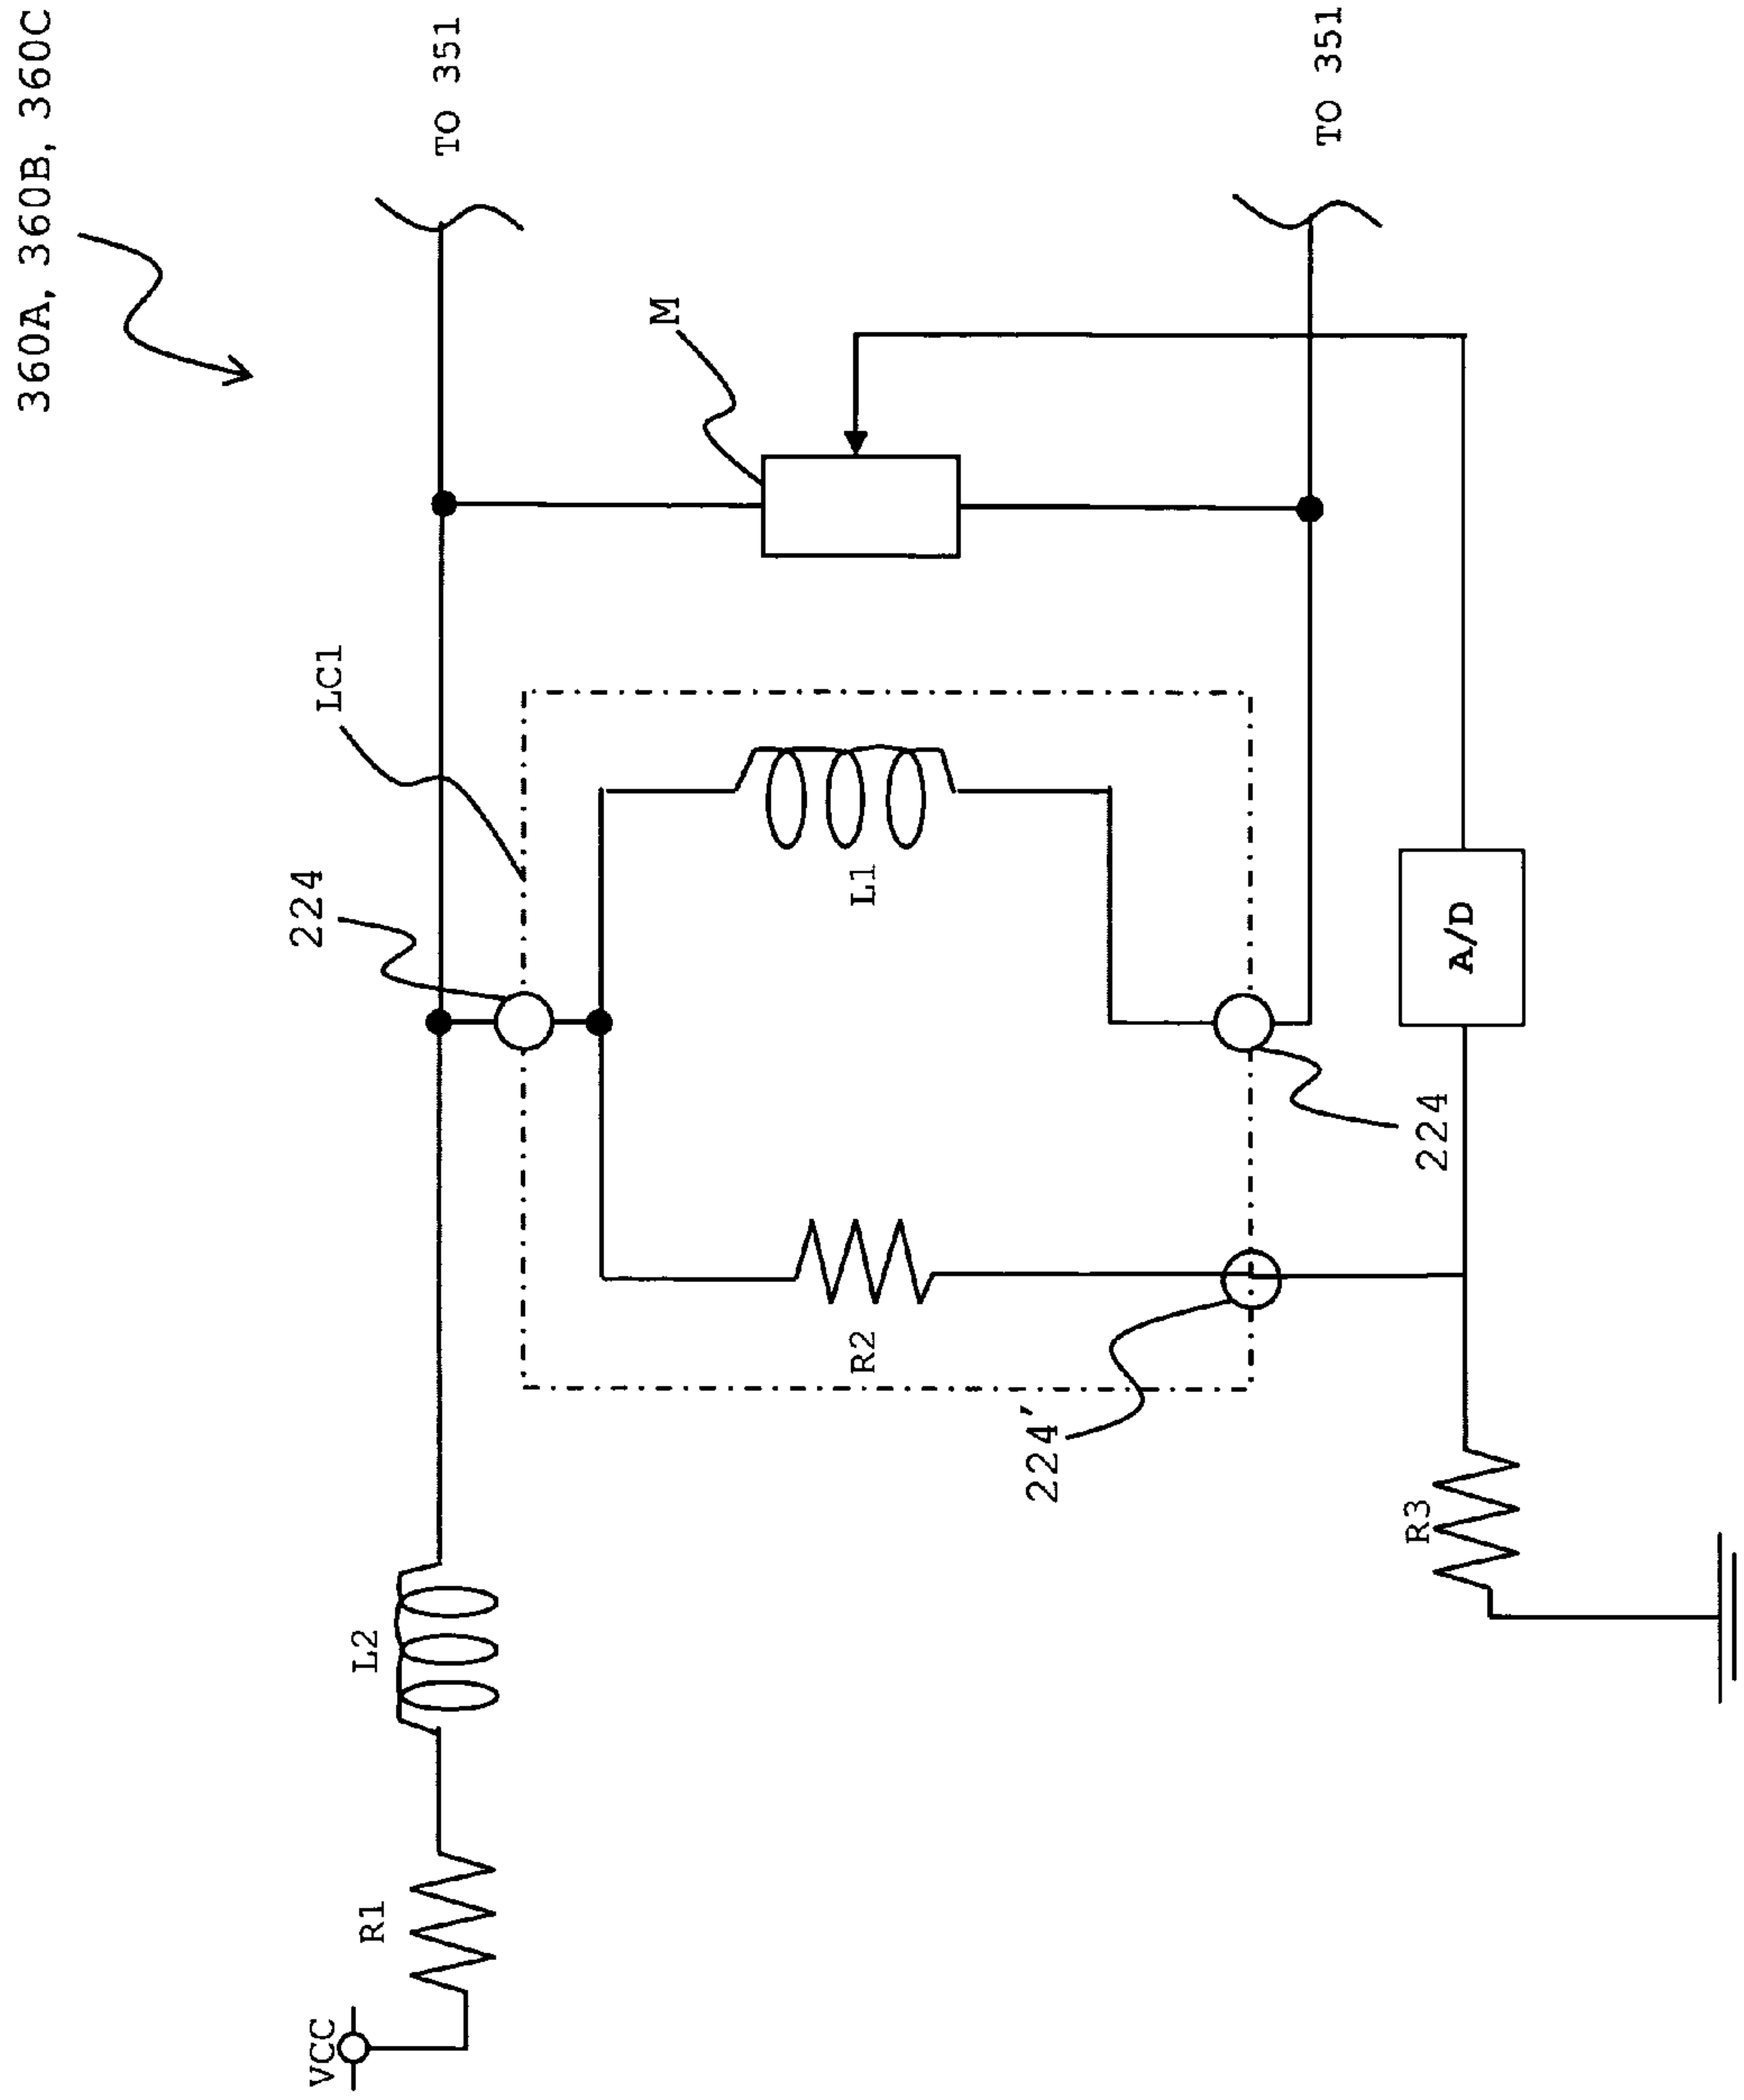 360A, 360B, 360C
VCC
R1
L2
224
LC1
TO 351
M
R2
L1
224'
224
TO 351
R3
A/D